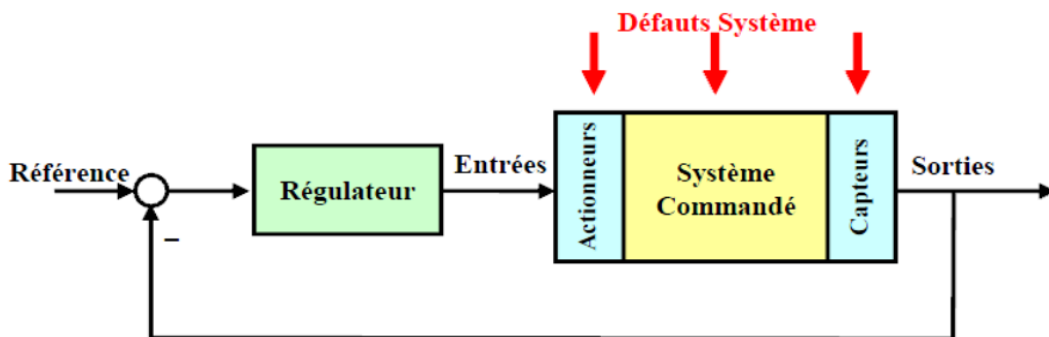 Défauts Système
Référence
Régulateur
Entrées
Actionneurs
Système
Commandé
Capteurs
Sorties
–